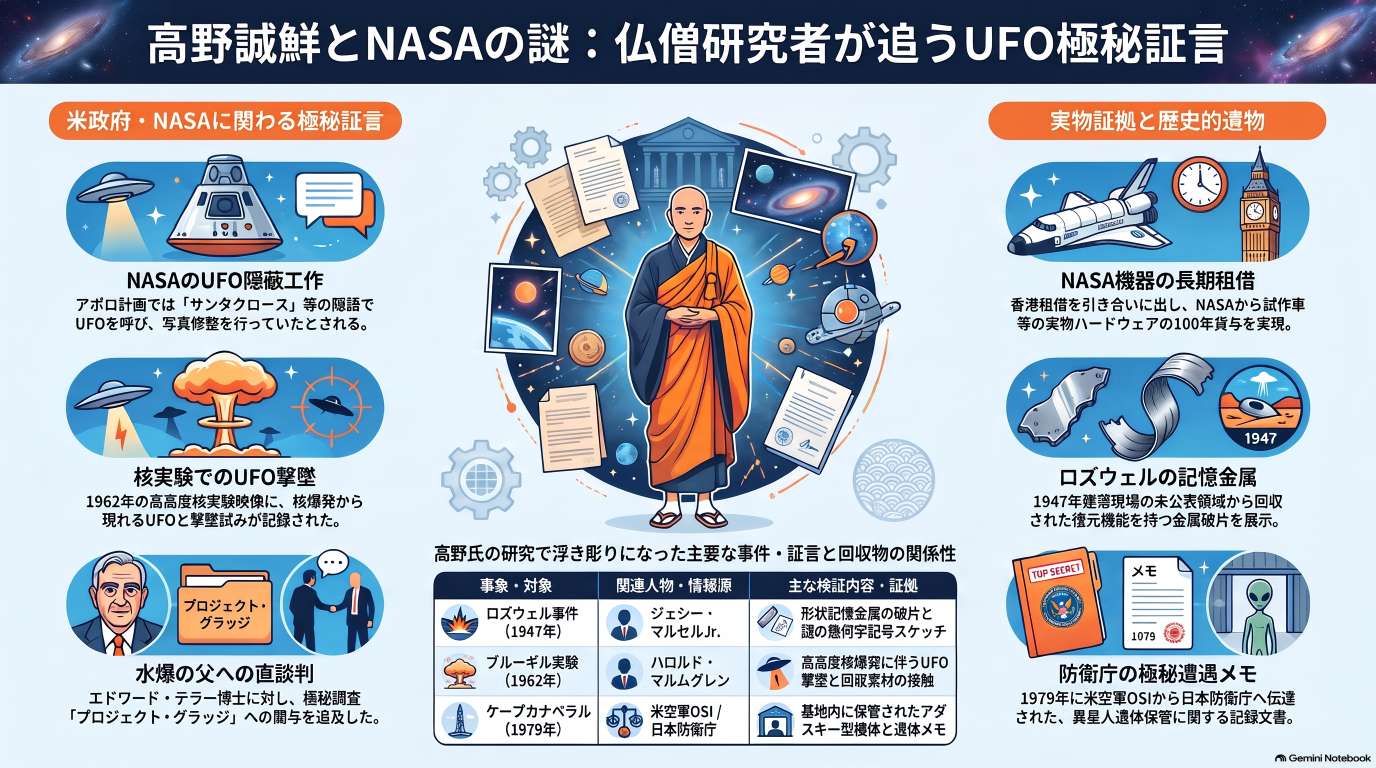 高野誠鮮とNASAの謎：仏僧研究者が追うUFO極秘証言
米政府・NASAに関わる極秘証言
NASAのUFO隠蔽工作
アポロ計画では「サンタクロース」等の隠語で
UFOを呼び、写真修整を行っていたとされる。
核実験でのUFO撃墜
1962年の高高度核実験映像に、核爆発から
現れるUFOと撃墜試みが記録された。
プロジェクト・
グラッジ
水爆の父への直談判
エドワード・テラー博士に対し、極秘調査
「プロジェクト・グラッジ」への関与を追及した。
高野氏の研究で浮き彫りになった主要な事件・証言と回収物の関係性
事象・対象
関連人物・情報源
主な検証内容・証拠
ロズウェル事件
（1947年）
ジェシー・
マルセルJr.
形状記憶金属の破片と
謎の幾何学記号スケッチ
ブルーギル実験
（1962年）
ハロルド・
マルムグレン
高高度核爆発に伴うUFO
撃墜と回収素材の接触
ケープカナベラル
（1979年）
米空軍OSI /
日本防衛庁
基地内に保管されたアダ
スキー型機体と遺体メモ
実物証拠と歴史的遺物
NASA機器の長期租借
香港租借を引き合いに出し、NASAから試作車
等の実物ハードウェアの100年貸与を実現。
1947
ロズウェルの記憶金属
1947年墜落現場の未公表領域から回収
された復元機能を持つ金属破片を展示。
TOP SECRET
メモ
1079
防衛庁の極秘遭遇メモ
1979年に米空軍OSIから日本防衛庁へ伝達
された、異星人遺体保管に関する記録文書。
Gemini Notebook